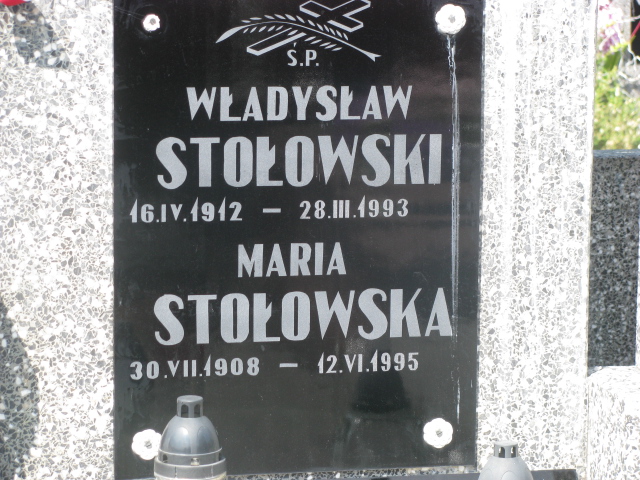 Ś.P.
WŁADYSŁAW
STOŁOWSKI
16.IV.1912 – 28.III.1993
MARIA
STOŁOWSKA
30.VII.1908 – 12.VI.1995